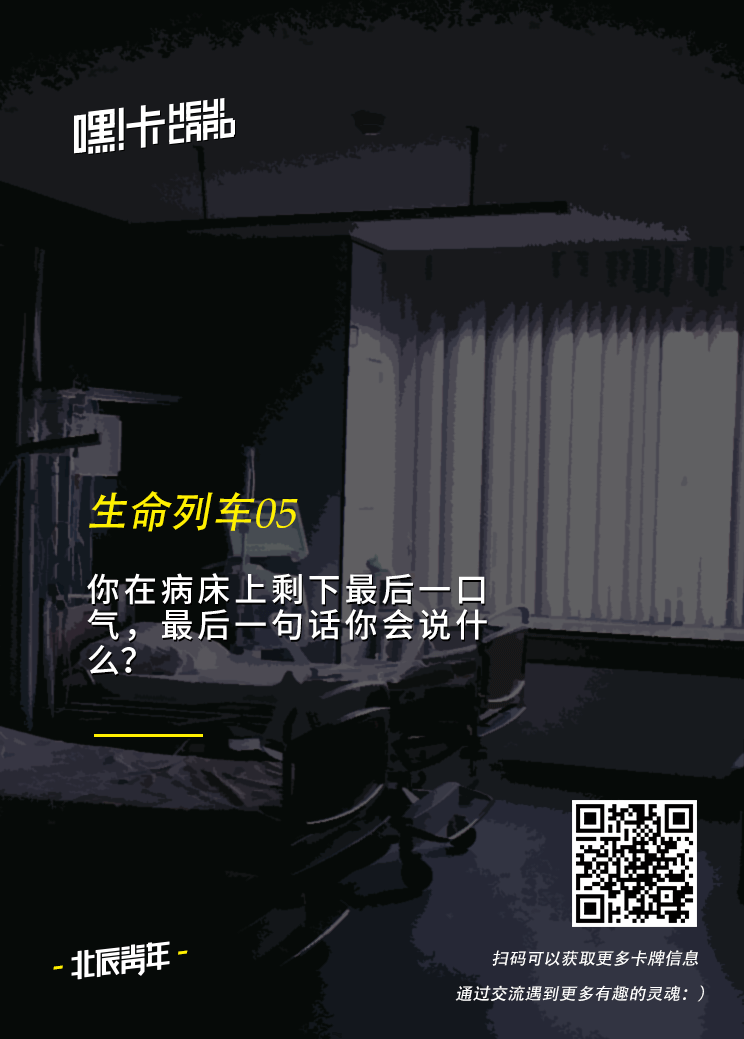 嘿!卡 HEY! CARD
生命列车05
你在病床上剩下最后一口
气，最后一句话你会说什
么？
- 北辰青年 -
扫码可以获取更多卡牌信息
通过交流遇到更多有趣的灵魂：）